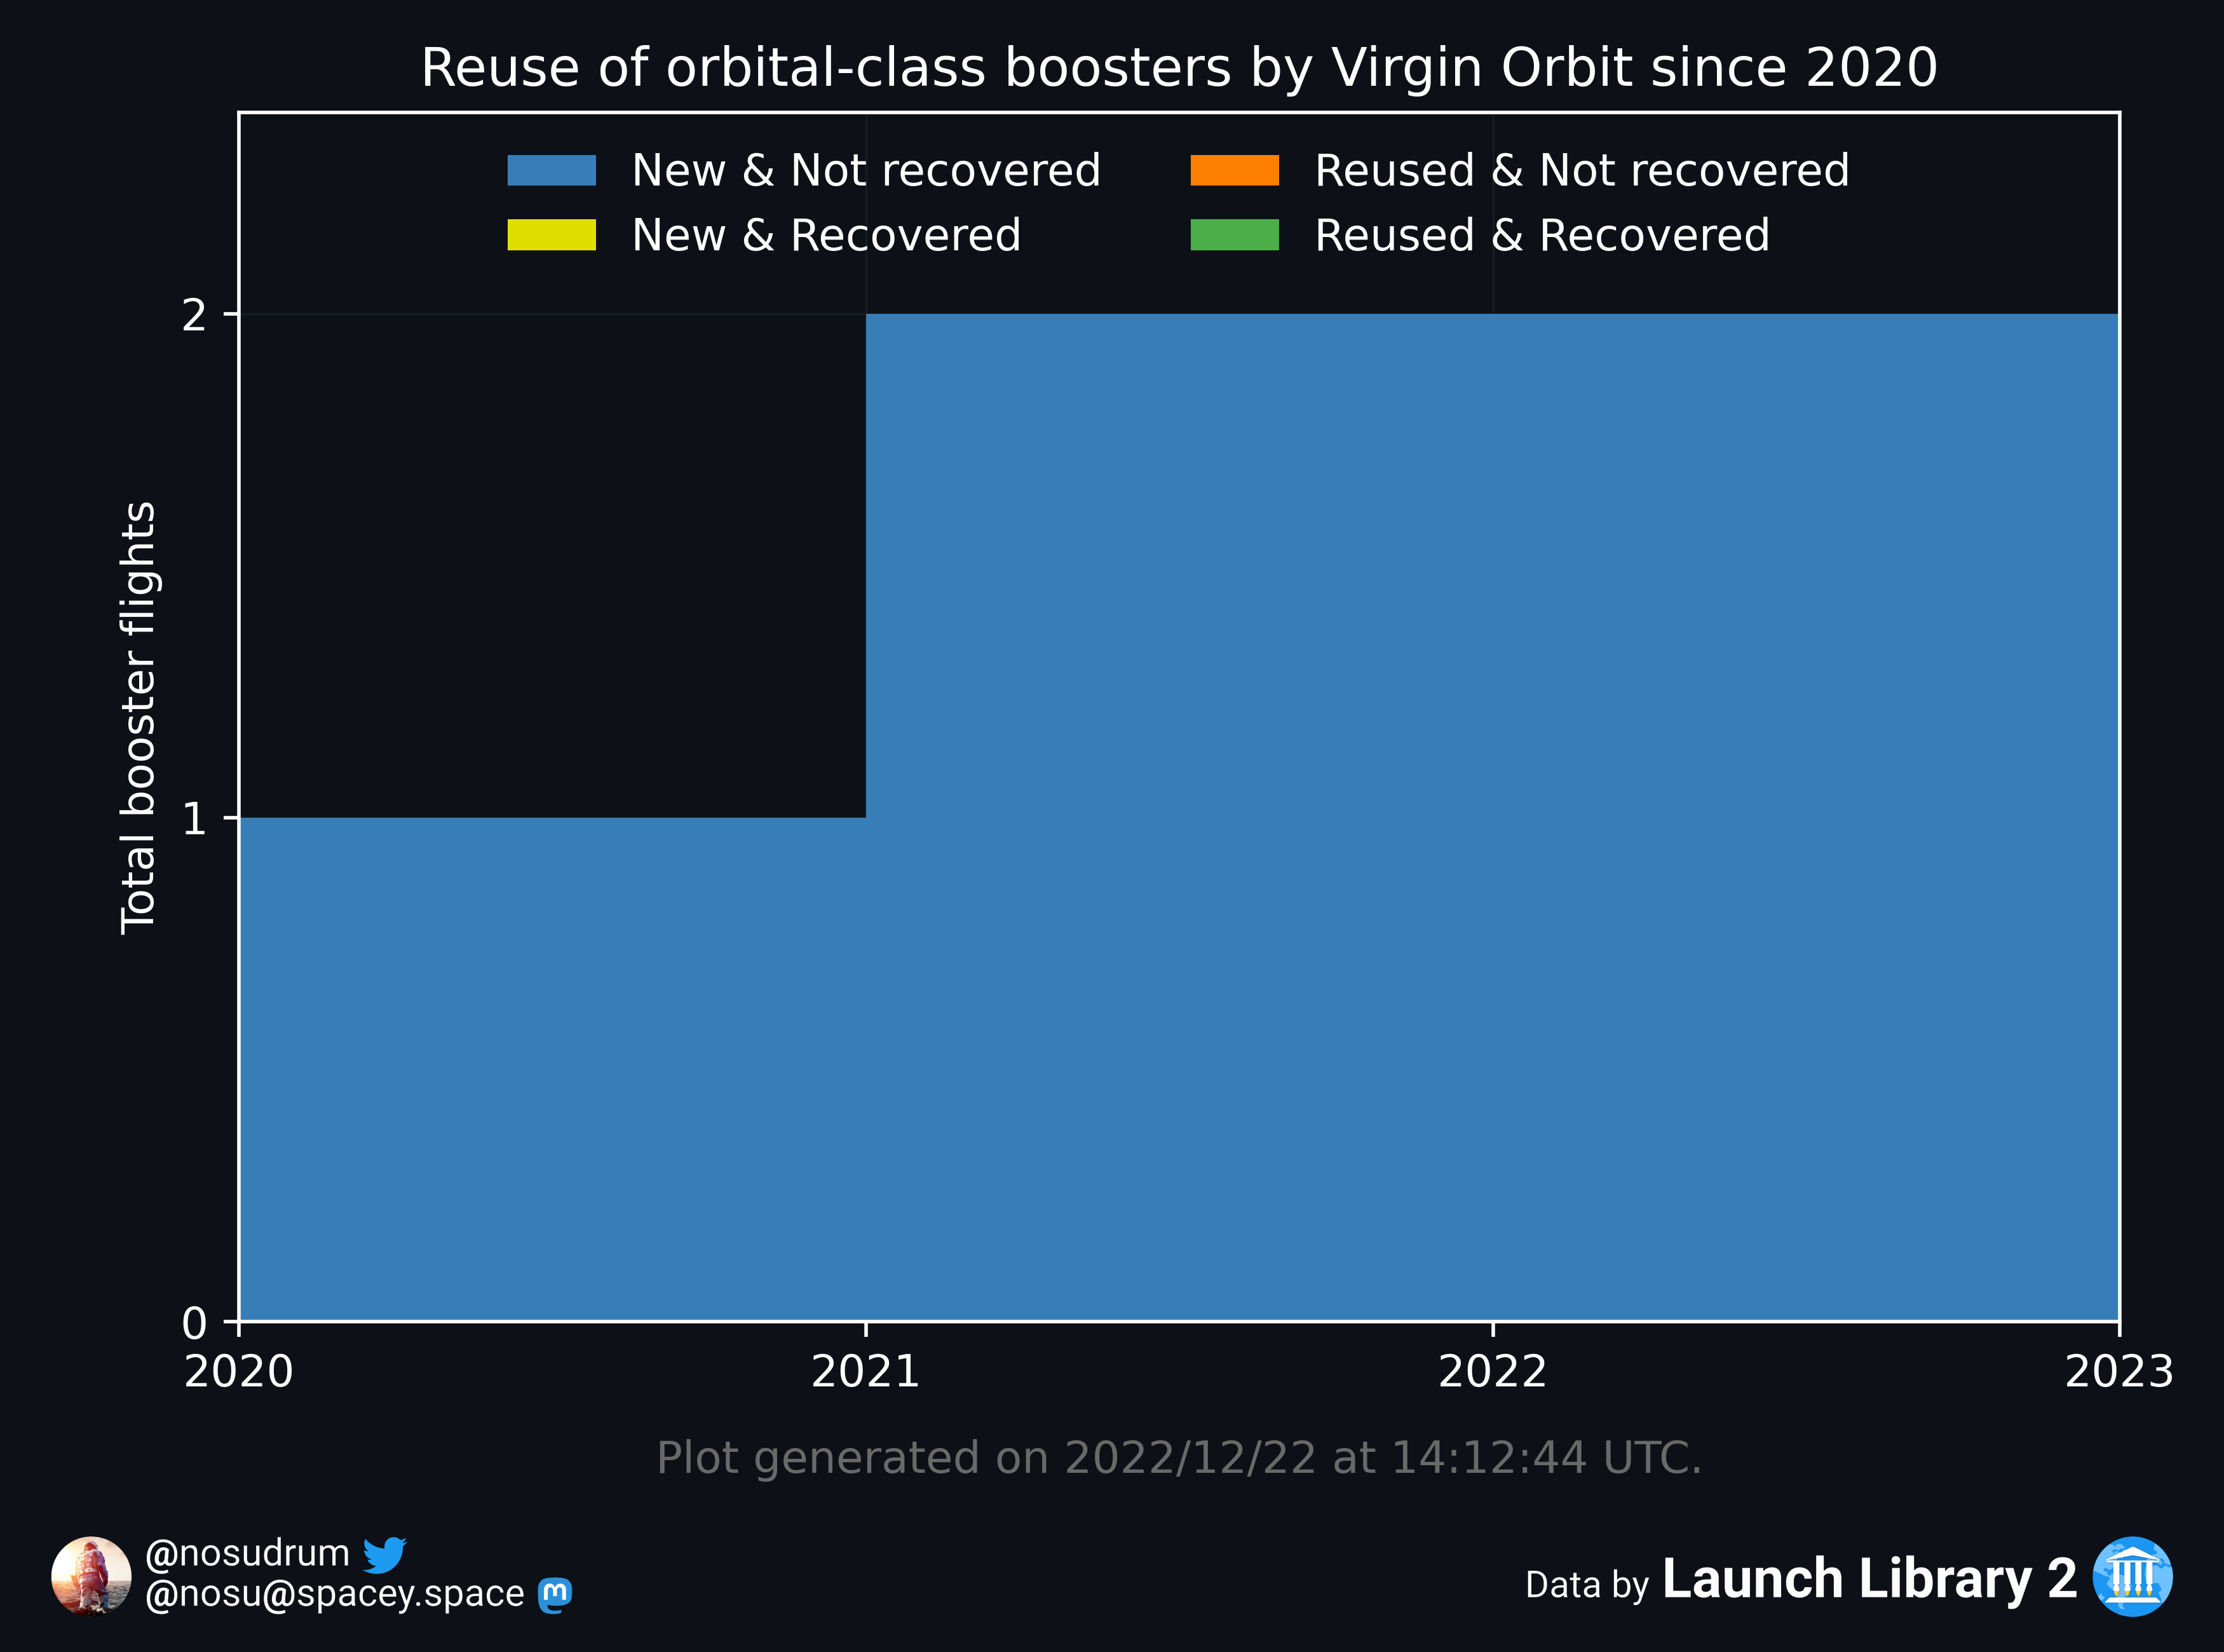 Reuse of orbital-class boosters by Virgin Orbit since 2020
New & Not recovered
New & Recovered
Reused & Not recovered
Reused & Recovered
Total booster flights
2
1
0
2020
2021
2022
2023
Plot generated on 2022/12/22 at 14:12:44 UTC.
@nosudrum
@nosu@spacey.space
Data by Launch Library 2